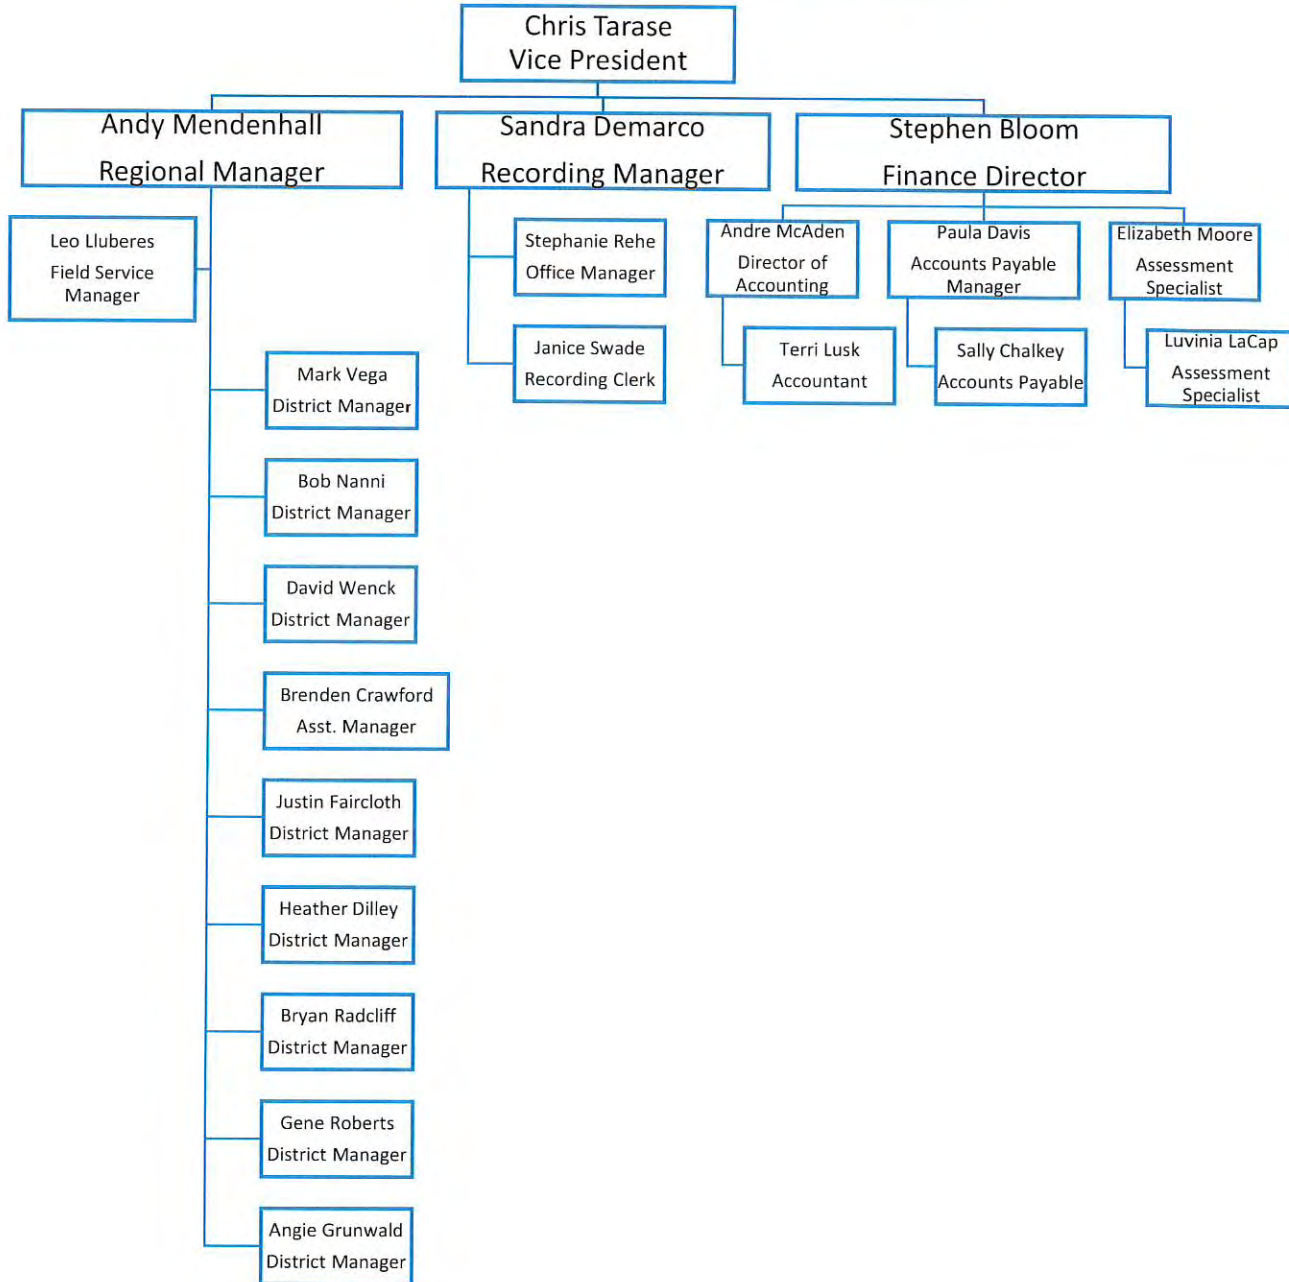 Chris Tarase
Vice President
Andy Mendenhall
Regional Manager
Sandra Demarco
Recording Manager
Stephen Bloom
Finance Director
Leo Lluberes
Field Service
Manager
Stephanie Rehe
Office Manager
Andre McAden
Director of
Accounting
Paula Davis
Accounts Payable
Manager
Elizabeth Moore
Assessment
Specialist
Janice Swade
Recording Clerk
Terri Lusk
Accountant
Sally Chalkey
Accounts Payable
Luvinia LaCap
Assessment
Specialist
Mark Vega
District Manager
Bob Nanni
District Manager
David Wenck
District Manager
Brenden Crawford
Asst. Manager
Justin Faircloth
District Manager
Heather Dilley
District Manager
Bryan Radcliff
District Manager
Gene Roberts
District Manager
Angie Grunwald
District Manager